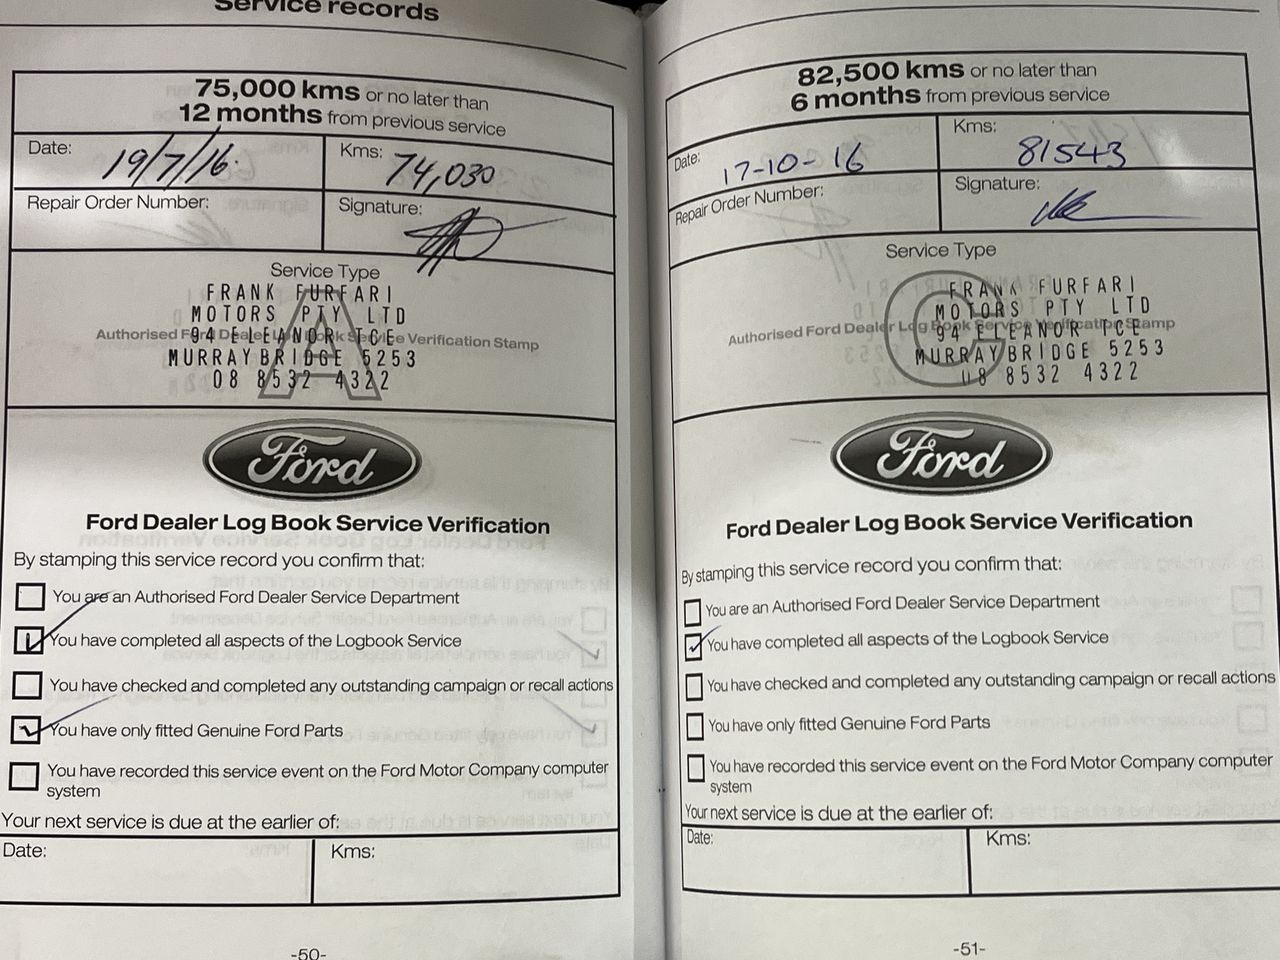 Service records
75,000 kms or no later than
12 months from previous service
Date: 19/7/16.
Kms: 74,030
Repair Order Number:
Signature:
Service Type
A
FRANK FURFARI
MOTORS PTY LTD
Authorised Ford Dealer Log Book Service Verification Stamp
94 ELEANOR TCE
MURRAY BRIDGE 5253
08 8532 4322
Ford
Ford Dealer Log Book Service Verification
By stamping this service record you confirm that:
You are an Authorised Ford Dealer Service Department
You have completed all aspects of the Logbook Service
You have checked and completed any outstanding campaign or recall actions
You have only fitted Genuine Ford Parts
You have recorded this service event on the Ford Motor Company computer
system
Your next service is due at the earlier of:
Date:
Kms:
-50-
82,500 kms or no later than
6 months from previous service
Date: 17-10-16
Kms: 81543
Repair Order Number:
Signature:
Service Type
C
FRANK FURFARI
MOTORS PTY LTD
Authorised Ford Dealer Log Book Service Verification Stamp
94 ELEANOR TCE
MURRAY BRIDGE 5253
08 8532 4322
Ford
Ford Dealer Log Book Service Verification
By stamping this service record you confirm that:
You are an Authorised Ford Dealer Service Department
You have completed all aspects of the Logbook Service
You have checked and completed any outstanding campaign or recall actions
You have only fitted Genuine Ford Parts
You have recorded this service event on the Ford Motor Company computer
system
Your next service is due at the earlier of:
Date:
Kms:
-51-